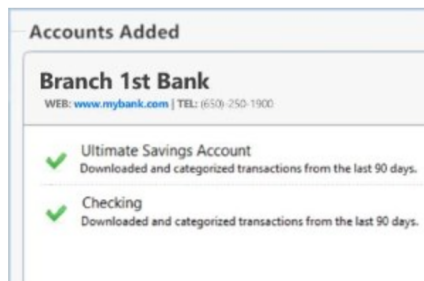 Accounts Added
Branch 1st Bank
WEB: www.mybank.com | TEL: (650)-250-1900
Ultimate Savings Account
Downloaded and categorized transactions from the last 90 days.
Checking
Downloaded and categorized transactions from the last 90 days.